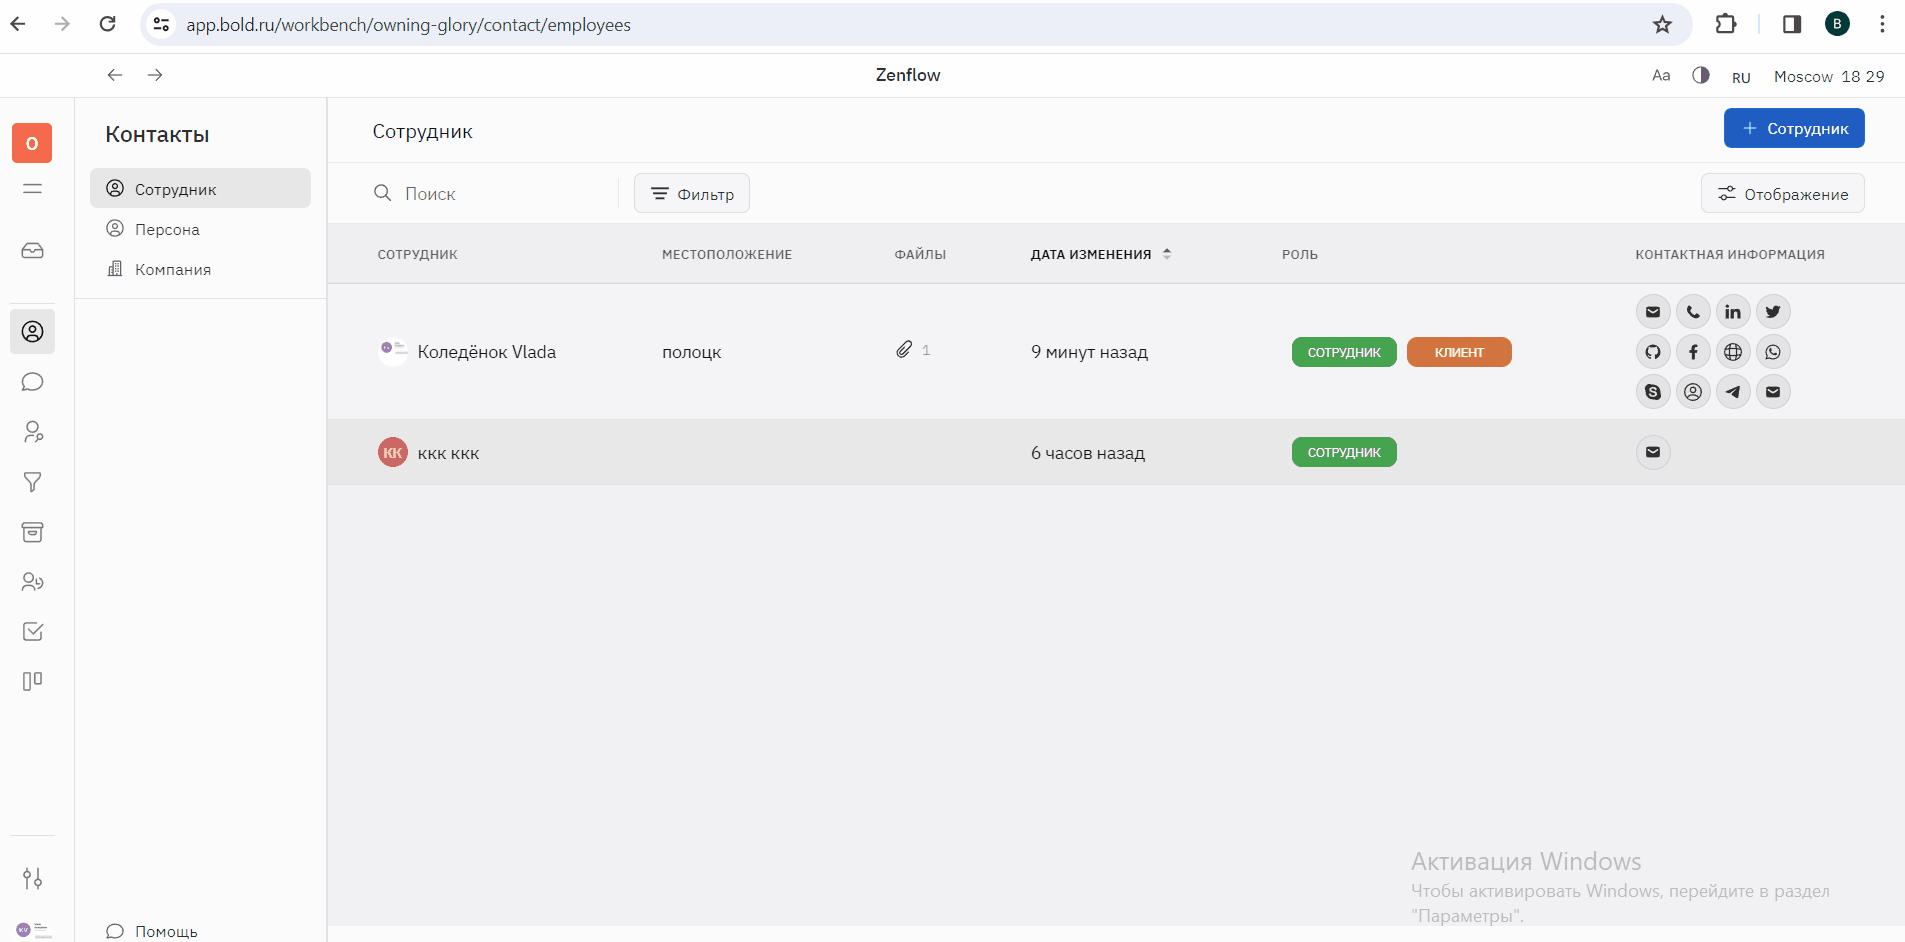 app.bold.ru/workbench/owning-glory/contact/employees
B
Zenflow
Aa
RU
Moscow 18 29
O
Контакты
Сотрудник
Персона
Компания
Помощь
Сотрудник
+ Сотрудник
Поиск
Фильтр
Отображение
СОТРУДНИК МЕСТОПОЛОЖЕНИЕ ФАЙЛЫ ДАТА ИЗМЕНЕНИЯ РОЛЬ КОНТАКТНАЯ ИНФОРМАЦИЯ
Коледёнок Vlada полоцк 1 9 минут назад СОТРУДНИК КЛИЕНТ
КК ккк ккк 6 часов назад СОТРУДНИК
Активация Windows
Чтобы активировать Windows, перейдите в раздел
"Параметры".